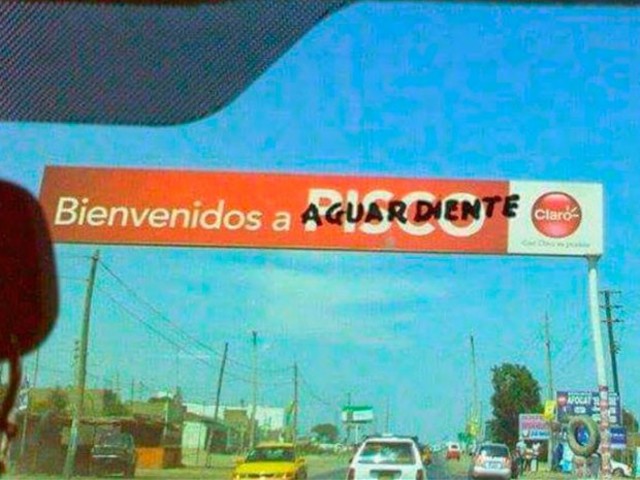 Bienvenidos a PISCO
AGUARDIENTE
Claro